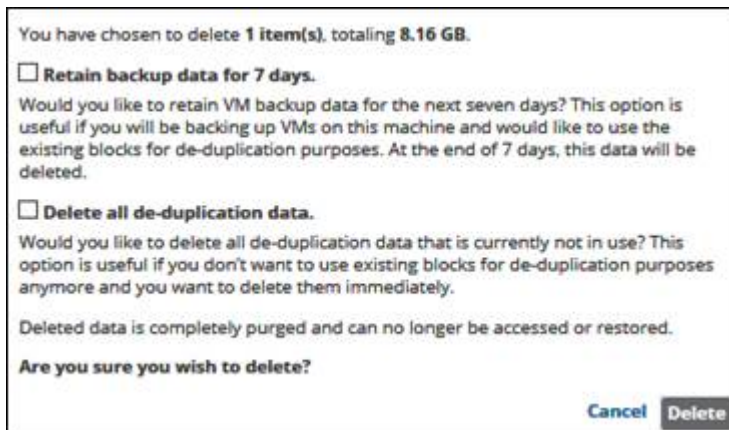 You have chosen to delete 1 item(s), totaling 8.16 GB.
Retain backup data for 7 days.
Would you like to retain VM backup data for the next seven days? This option is
useful if you will be backing up VMs on this machine and would like to use the
existing blocks for de-duplication purposes. At the end of 7 days, this data will be
deleted.
Delete all de-duplication data.
Would you like to delete all de-duplication data that is currently not in use? This
option is useful if you don't want to use existing blocks for de-duplication purposes
anymore and you want to delete them immediately.
Deleted data is completely purged and can no longer be accessed or restored.
Are you sure you wish to delete?
Cancel Delete